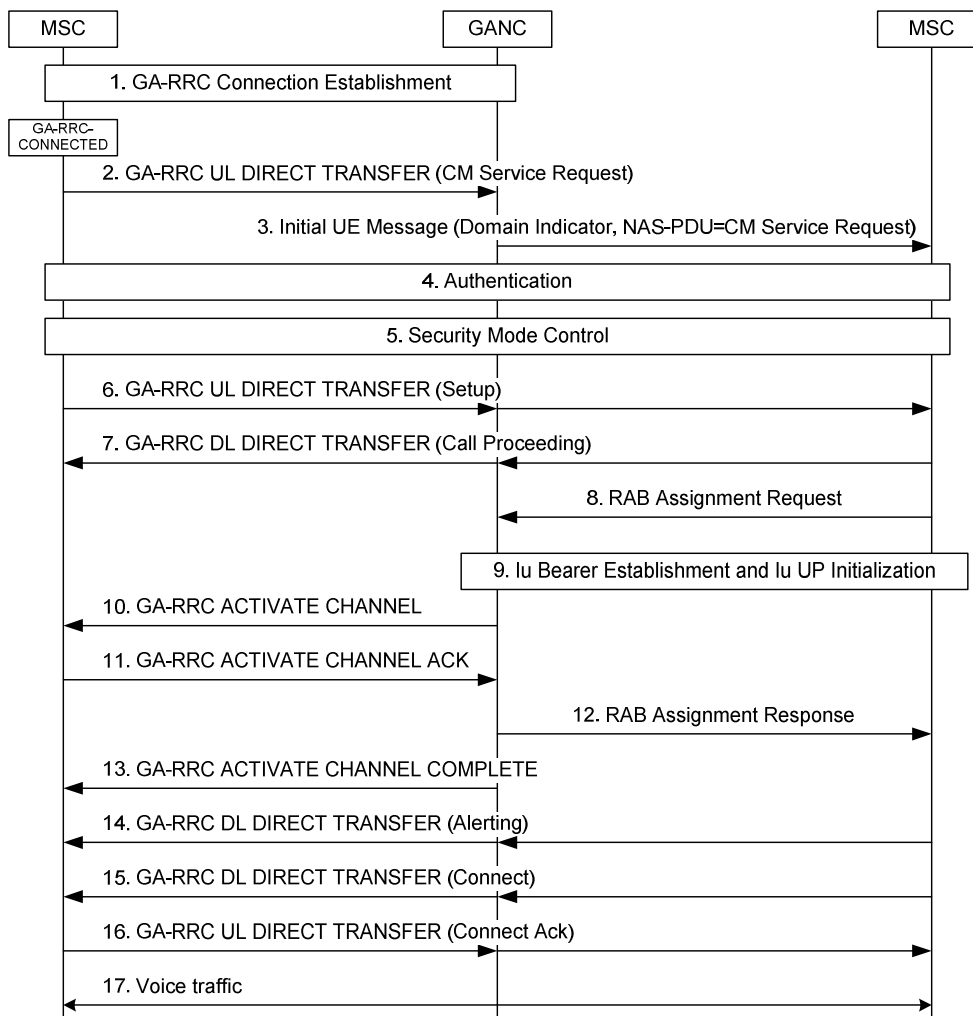 MSC
GANC
MSC
1. GA-RRC Connection Establishment
GA-RRC-
CONNECTED
2. GA-RRC UL DIRECT TRANSFER (CM Service Request)
3. Initial UE Message (Domain Indicator, NAS-PDU=CM Service Request)
4. Authentication
5. Security Mode Control
6. GA-RRC UL DIRECT TRANSFER (Setup)
7. GA-RRC DL DIRECT TRANSFER (Call Proceeding)
8. RAB Assignment Request
9. Iu Bearer Establishment and Iu UP Initialization
10. GA-RRC ACTIVATE CHANNEL
11. GA-RRC ACTIVATE CHANNEL ACK
12. RAB Assignment Response
13. GA-RRC ACTIVATE CHANNEL COMPLETE
14. GA-RRC DL DIRECT TRANSFER (Alerting)
15. GA-RRC DL DIRECT TRANSFER (Connect)
16. GA-RRC UL DIRECT TRANSFER (Connect Ack)
17. Voice traffic